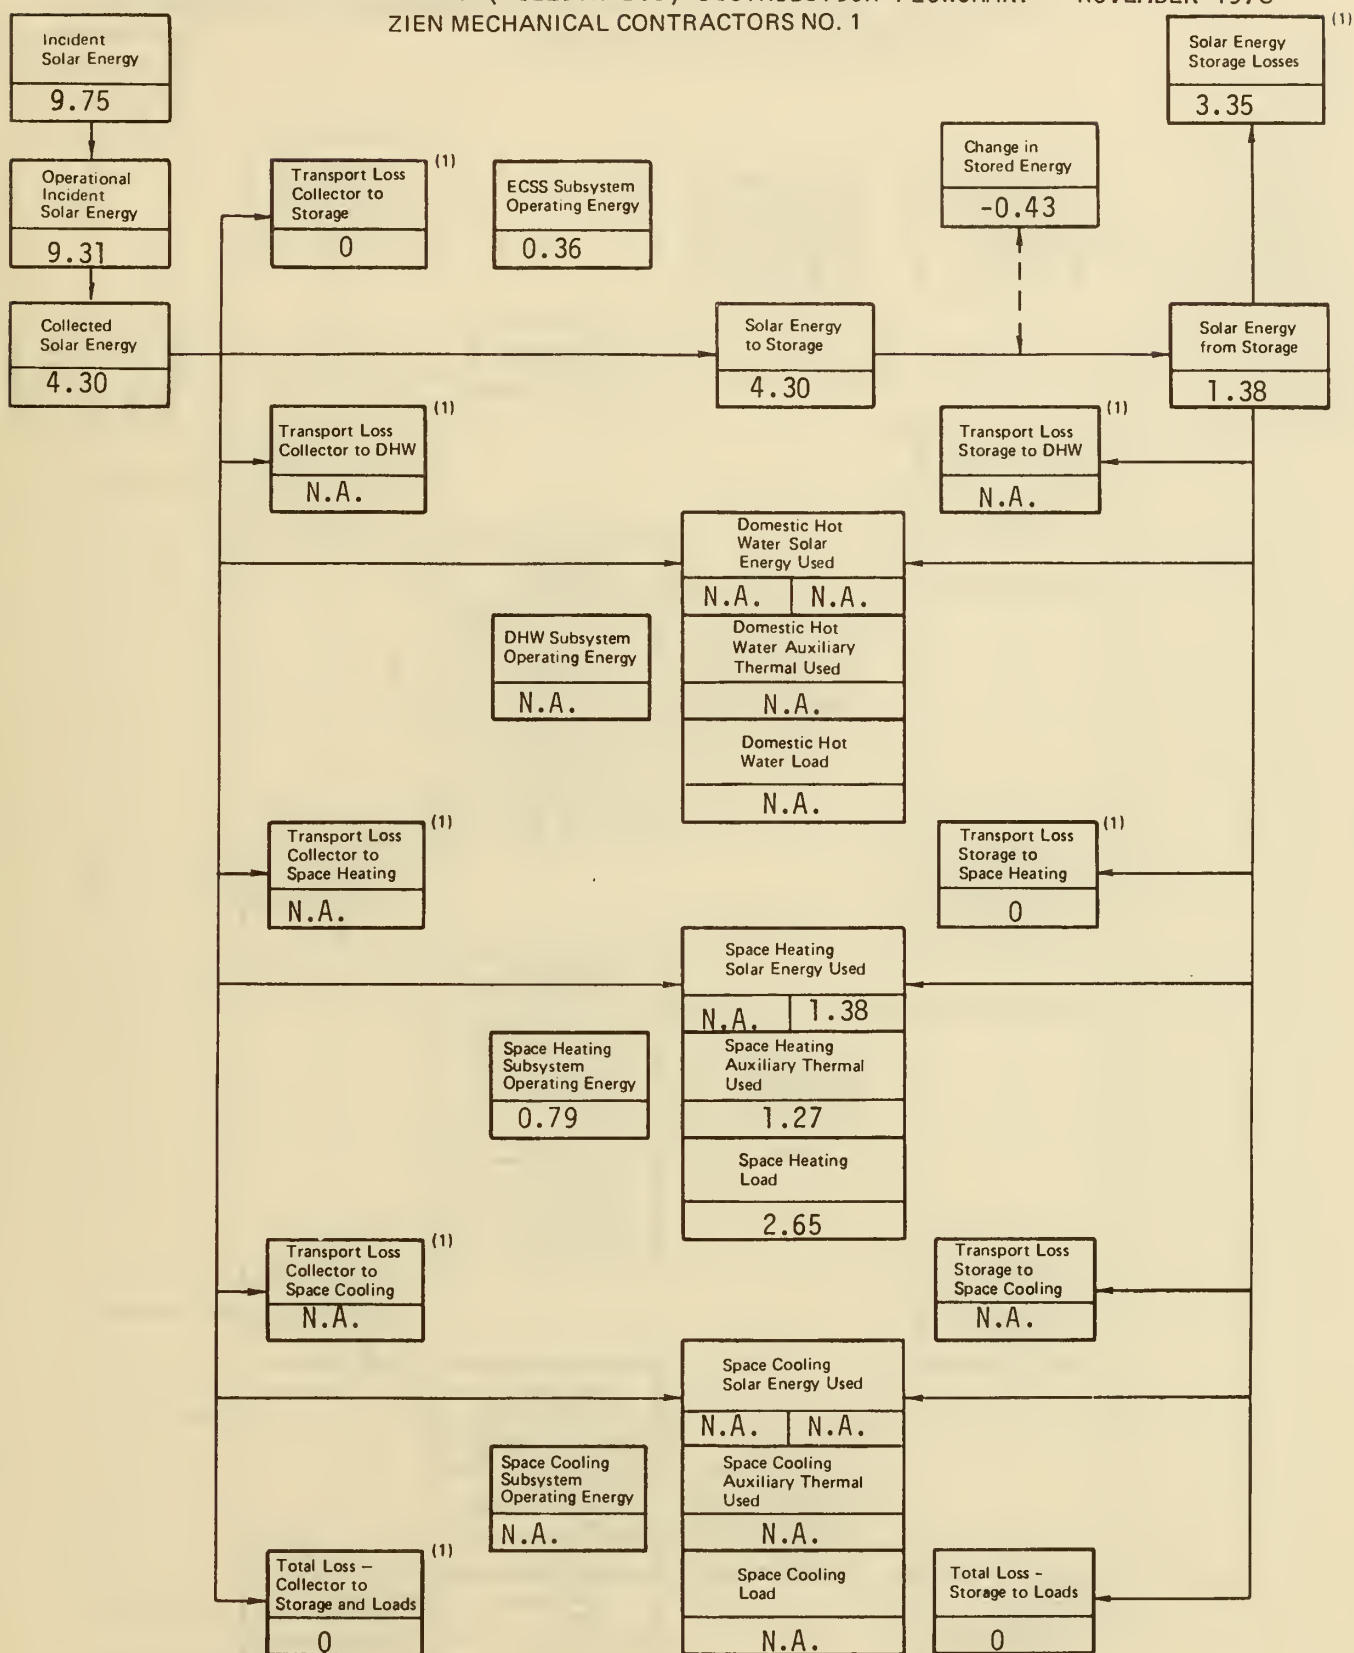 ZIEN MECHANICAL CONTRACTORS NO. 1
Incident
Solar Energy
9.75
Solar Energy
Storage Losses
(1)
3.35
Operational
Incident
Solar Energy
9.31
Transport Loss
Collector to
Storage
(1)
0
ECSS Subsystem
Operating Energy
0.36
Change in
Stored Energy
-0.43
Collected
Solar Energy
4.30
Solar Energy
to Storage
4.30
Solar Energy
from Storage
1.38
Transport Loss
Collector to DHW
(1)
N.A.
Transport Loss
Storage to DHW
(1)
N.A.
Domestic Hot
Water Solar
Energy Used
N.A. N.A.
DHW Subsystem
Operating Energy
N.A.
Domestic Hot
Water Auxiliary
Thermal Used
N.A.
Domestic Hot
Water Load
N.A.
Transport Loss
Collector to
Space Heating
(1)
N.A.
Transport Loss
Storage to
Space Heating
(1)
0
Space Heating
Solar Energy Used
N.A. 1.38
Space Heating
Subsystem
Operating Energy
0.79
Space Heating
Auxiliary Thermal
Used
1.27
Space Heating
Load
2.65
Transport Loss
Collector to
Space Cooling
(1)
N.A.
Transport Loss
Storage to
Space Cooling
N.A.
Space Cooling
Solar Energy Used
N.A. N.A.
Space Cooling
Subsystem
Operating Energy
N.A.
Space Cooling
Auxiliary Thermal
Used
N.A.
Total Loss –
Collector to
Storage and Loads
(1)
0
Space Cooling
Load
N.A.
Total Loss -
Storage to Loads
0